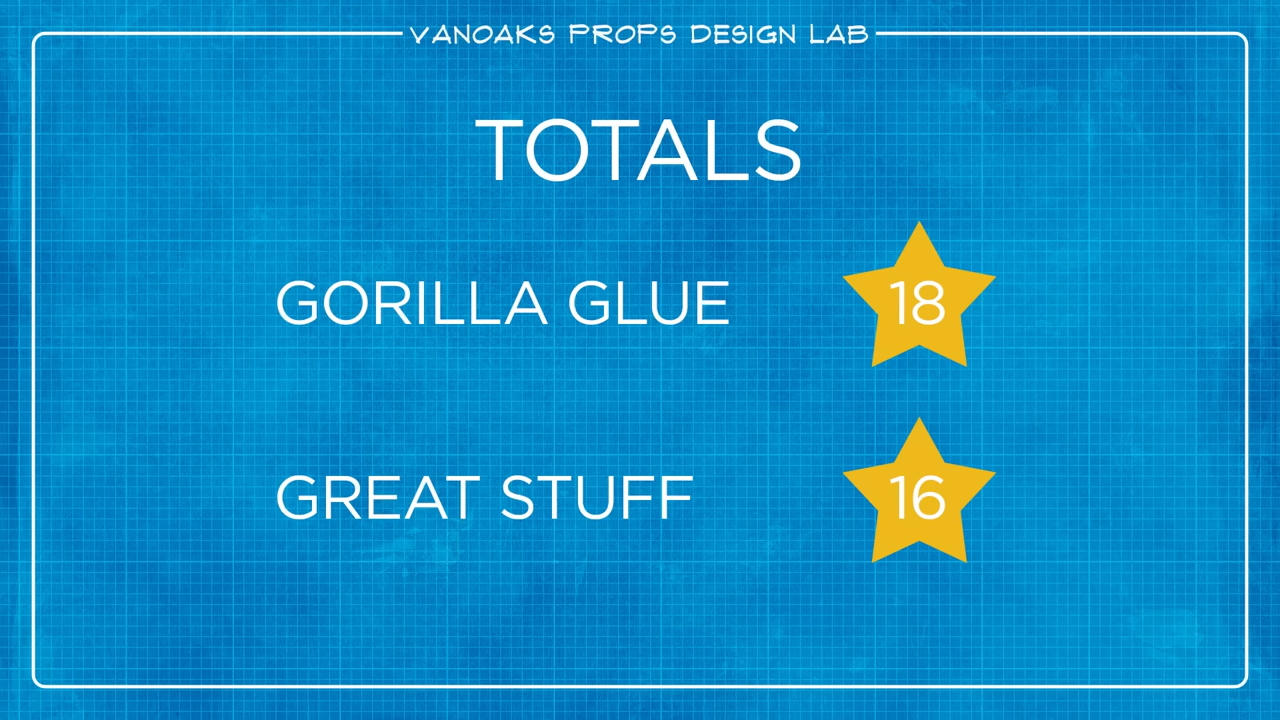 VANOAKS PROPS DESIGN LAB
TOTALS
GORILLA GLUE 18
GREAT STUFF 16